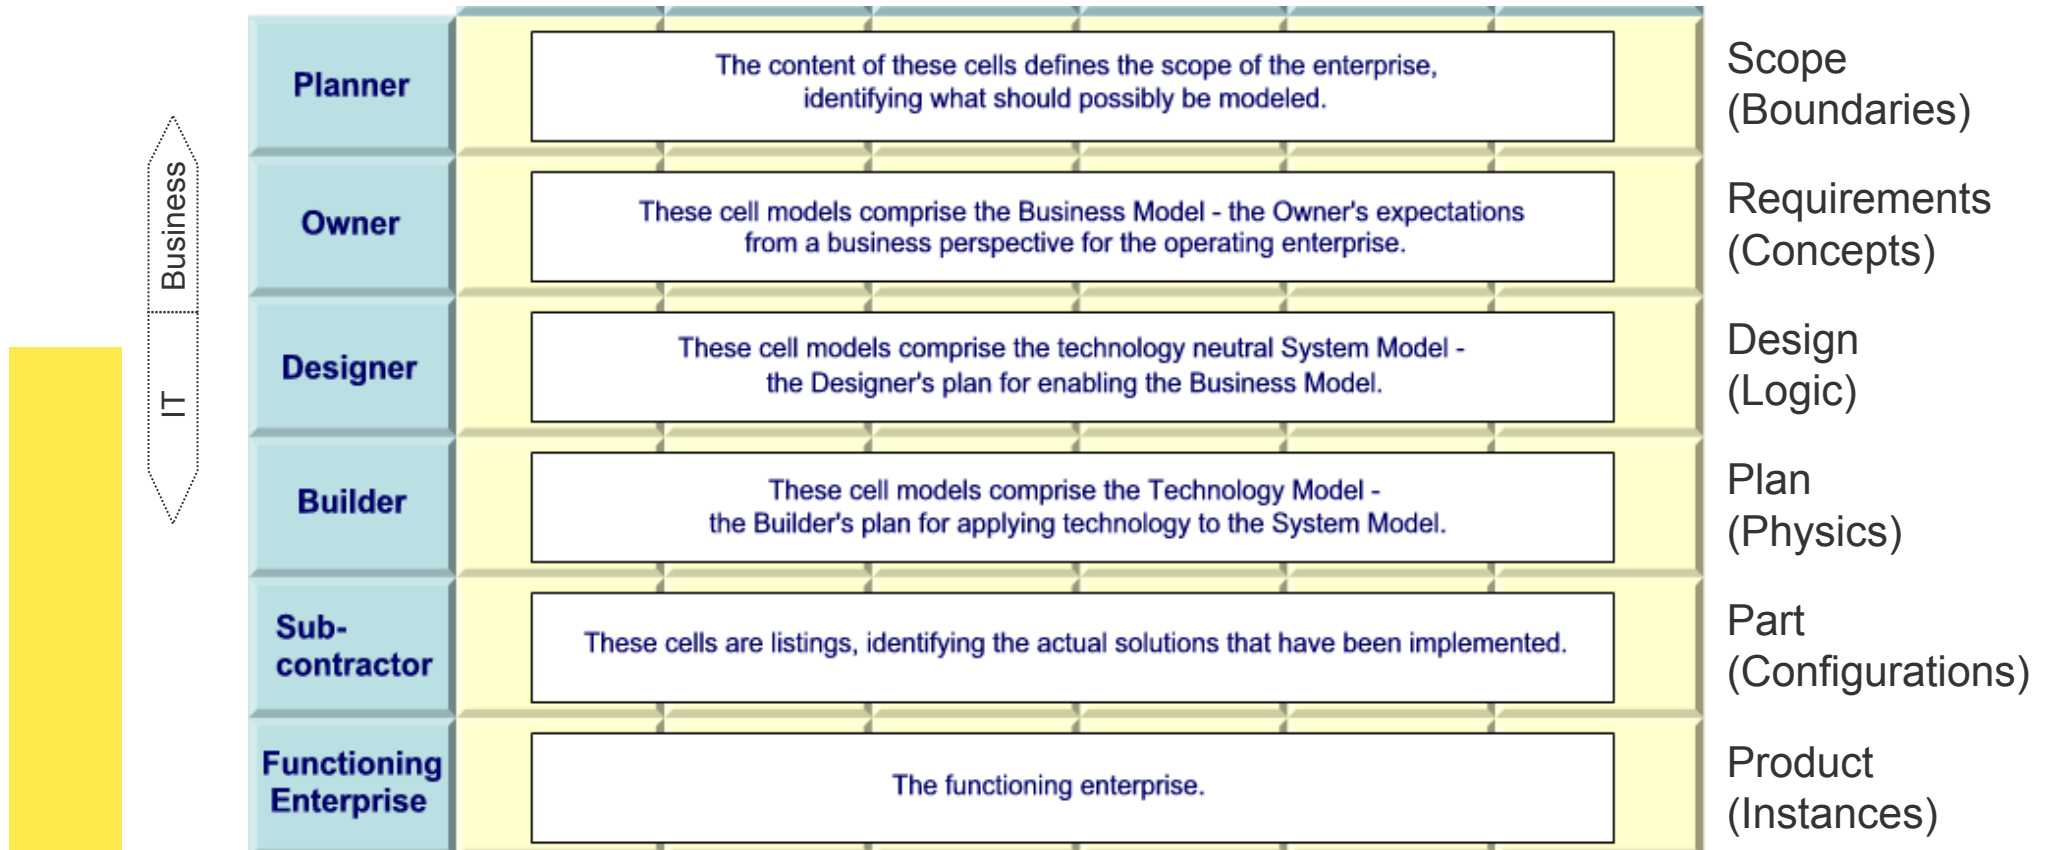 Planner
The content of these cells defines the scope of the enterprise,
identifying what should possibly be modeled.
Scope
(Boundaries)
Business
Owner
These cell models comprise the Business Model - the Owner's expectations
from a business perspective for the operating enterprise.
Requirements
(Concepts)
IT
Designer
These cell models comprise the technology neutral System Model -
the Designer's plan for enabling the Business Model.
Design
(Logic)
Builder
These cell models comprise the Technology Model -
the Builder's plan for applying technology to the System Model.
Plan
(Physics)
Sub-
contractor
These cells are listings, identifying the actual solutions that have been implemented.
Part
(Configurations)
Functioning
Enterprise
The functioning enterprise.
Product
(Instances)